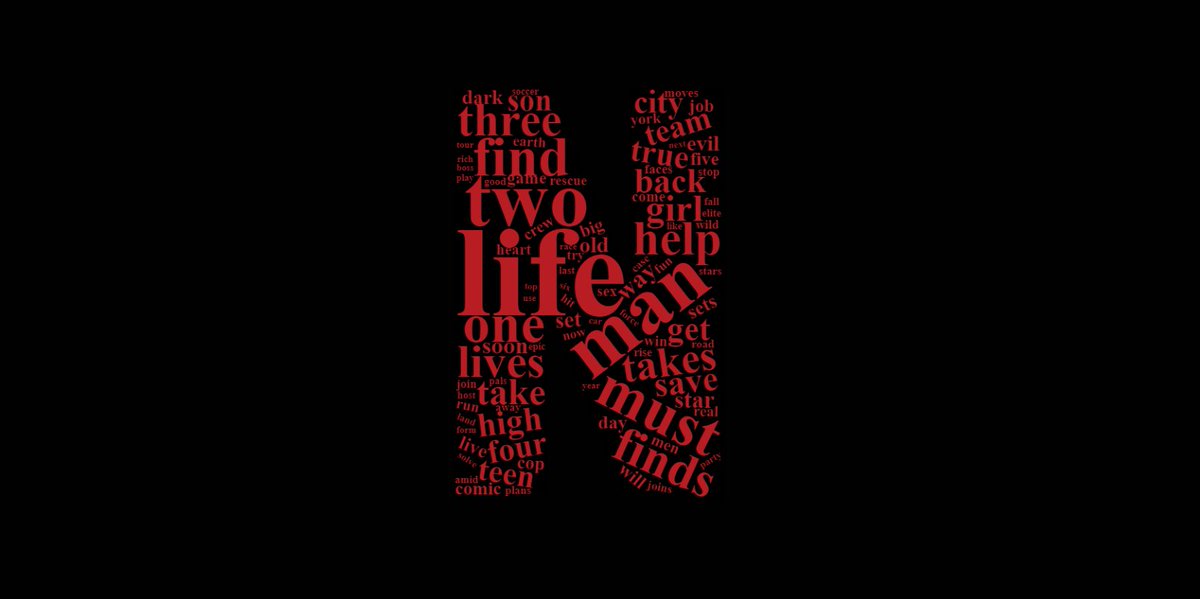 soccer
dark son
three
tour earth
find
rich
boss
play good game rescue
two
crew big
heart race old
try
life
last
top six
use hit sex
one set car
now
soon epic
lives
join pals
host take
run away
land high
form
live four
solve cop
teen
amid
comic plans
moves
city job
york team
next evil
true five
faces stop
back
come fall
girl elite
like wild
help
case fun
way stars
man
sets
force
get
win road
rise
takes
save
year star
must real
day
men
finds party
will joins